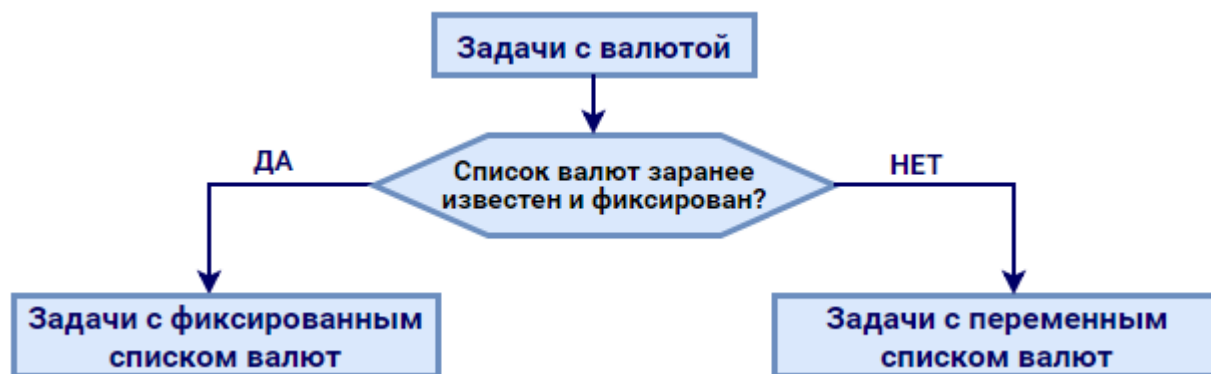 Задачи с валютой
Список валют заранее
известен и фиксирован?
ДА
НЕТ
Задачи с фиксированным
списком валют
Задачи с переменным
списком валют